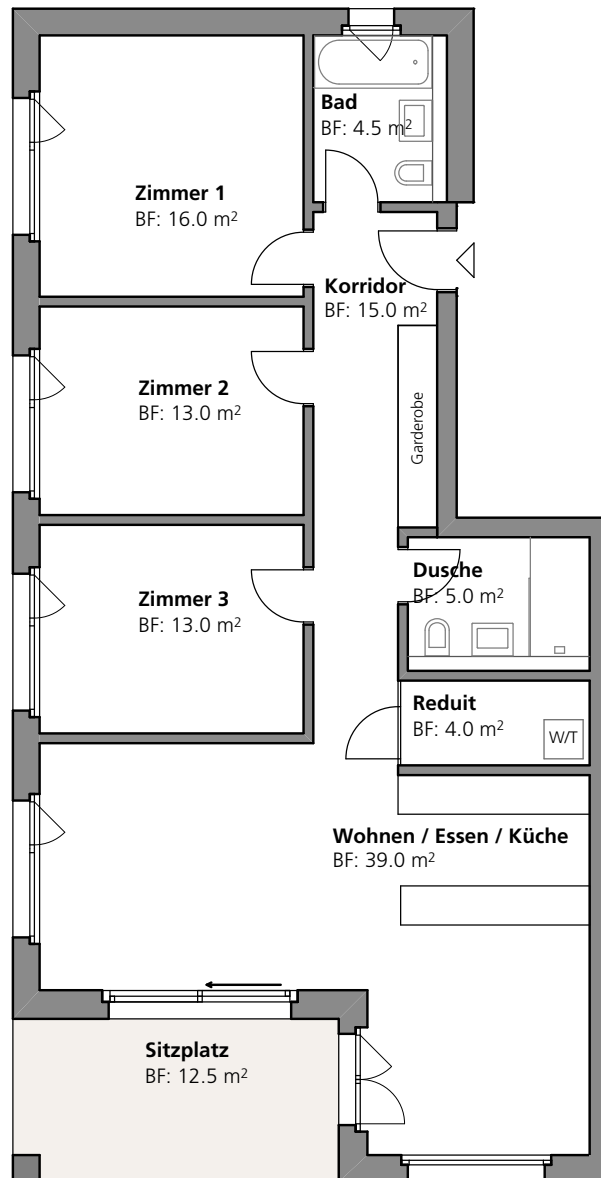 Bad
BF: 4.5 m²
Zimmer 1
BF: 16.0 m²
Korridor
BF: 15.0 m²
Zimmer 2
BF: 13.0 m²
Garderobe
Dusche
BF: 5.0 m²
Zimmer 3
BF: 13.0 m²
Reduit
BF: 4.0 m²
W/T
Wohnen / Essen / Küche
BF: 39.0 m²
Sitzplatz
BF: 12.5 m²